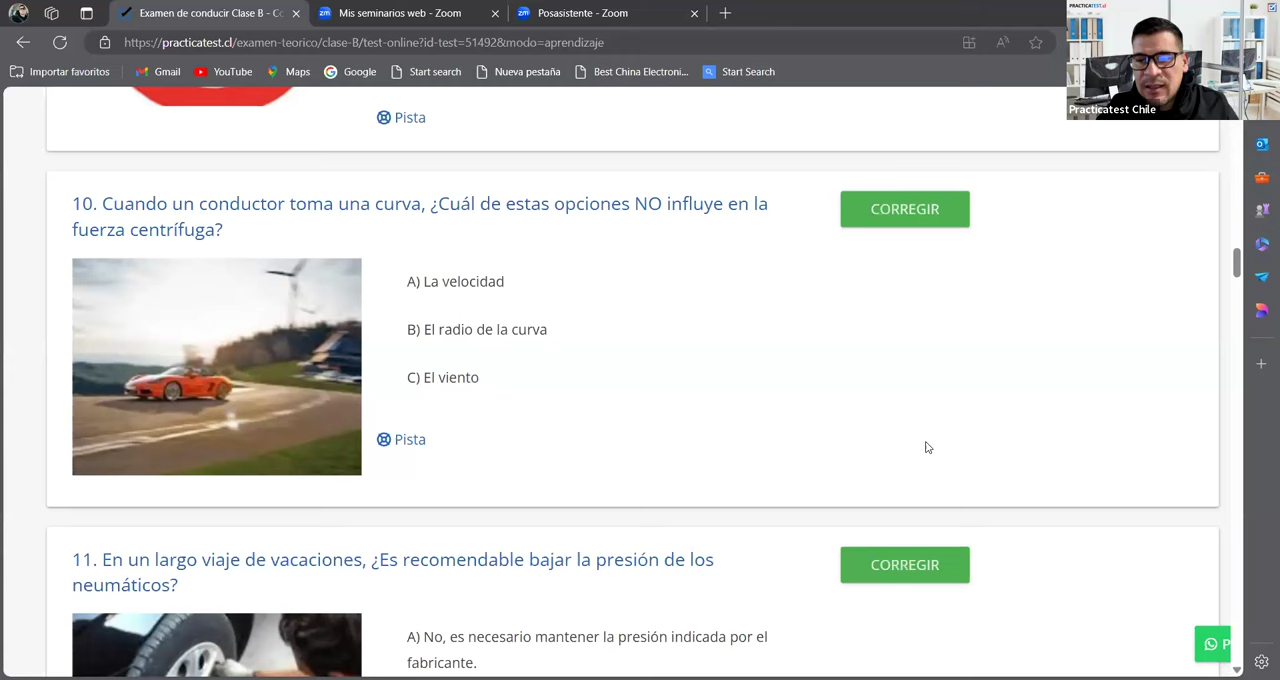 Examen de conducir Clase B - Co
Mis seminarios web - Zoom
Posasistente - Zoom
https://practicatest.cl/examen-teorico/clase-B/test-online?id-test=51492&modo=aprendizaje
Importar favoritos
Gmail
YouTube
Maps
Google
Start search
Nueva pestaña
Best China Electroni...
Start Search
PRACTICATEST.cl
Practicatest Chile
Pista
10. Cuando un conductor toma una curva, ¿Cuál de estas opciones NO influye en la
fuerza centrífuga?
CORREGIR
A) La velocidad
B) El radio de la curva
C) El viento
Pista
11. En un largo viaje de vacaciones, ¿Es recomendable bajar la presión de los
neumáticos?
CORREGIR
A) No, es necesario mantener la presión indicada por el
fabricante.
P